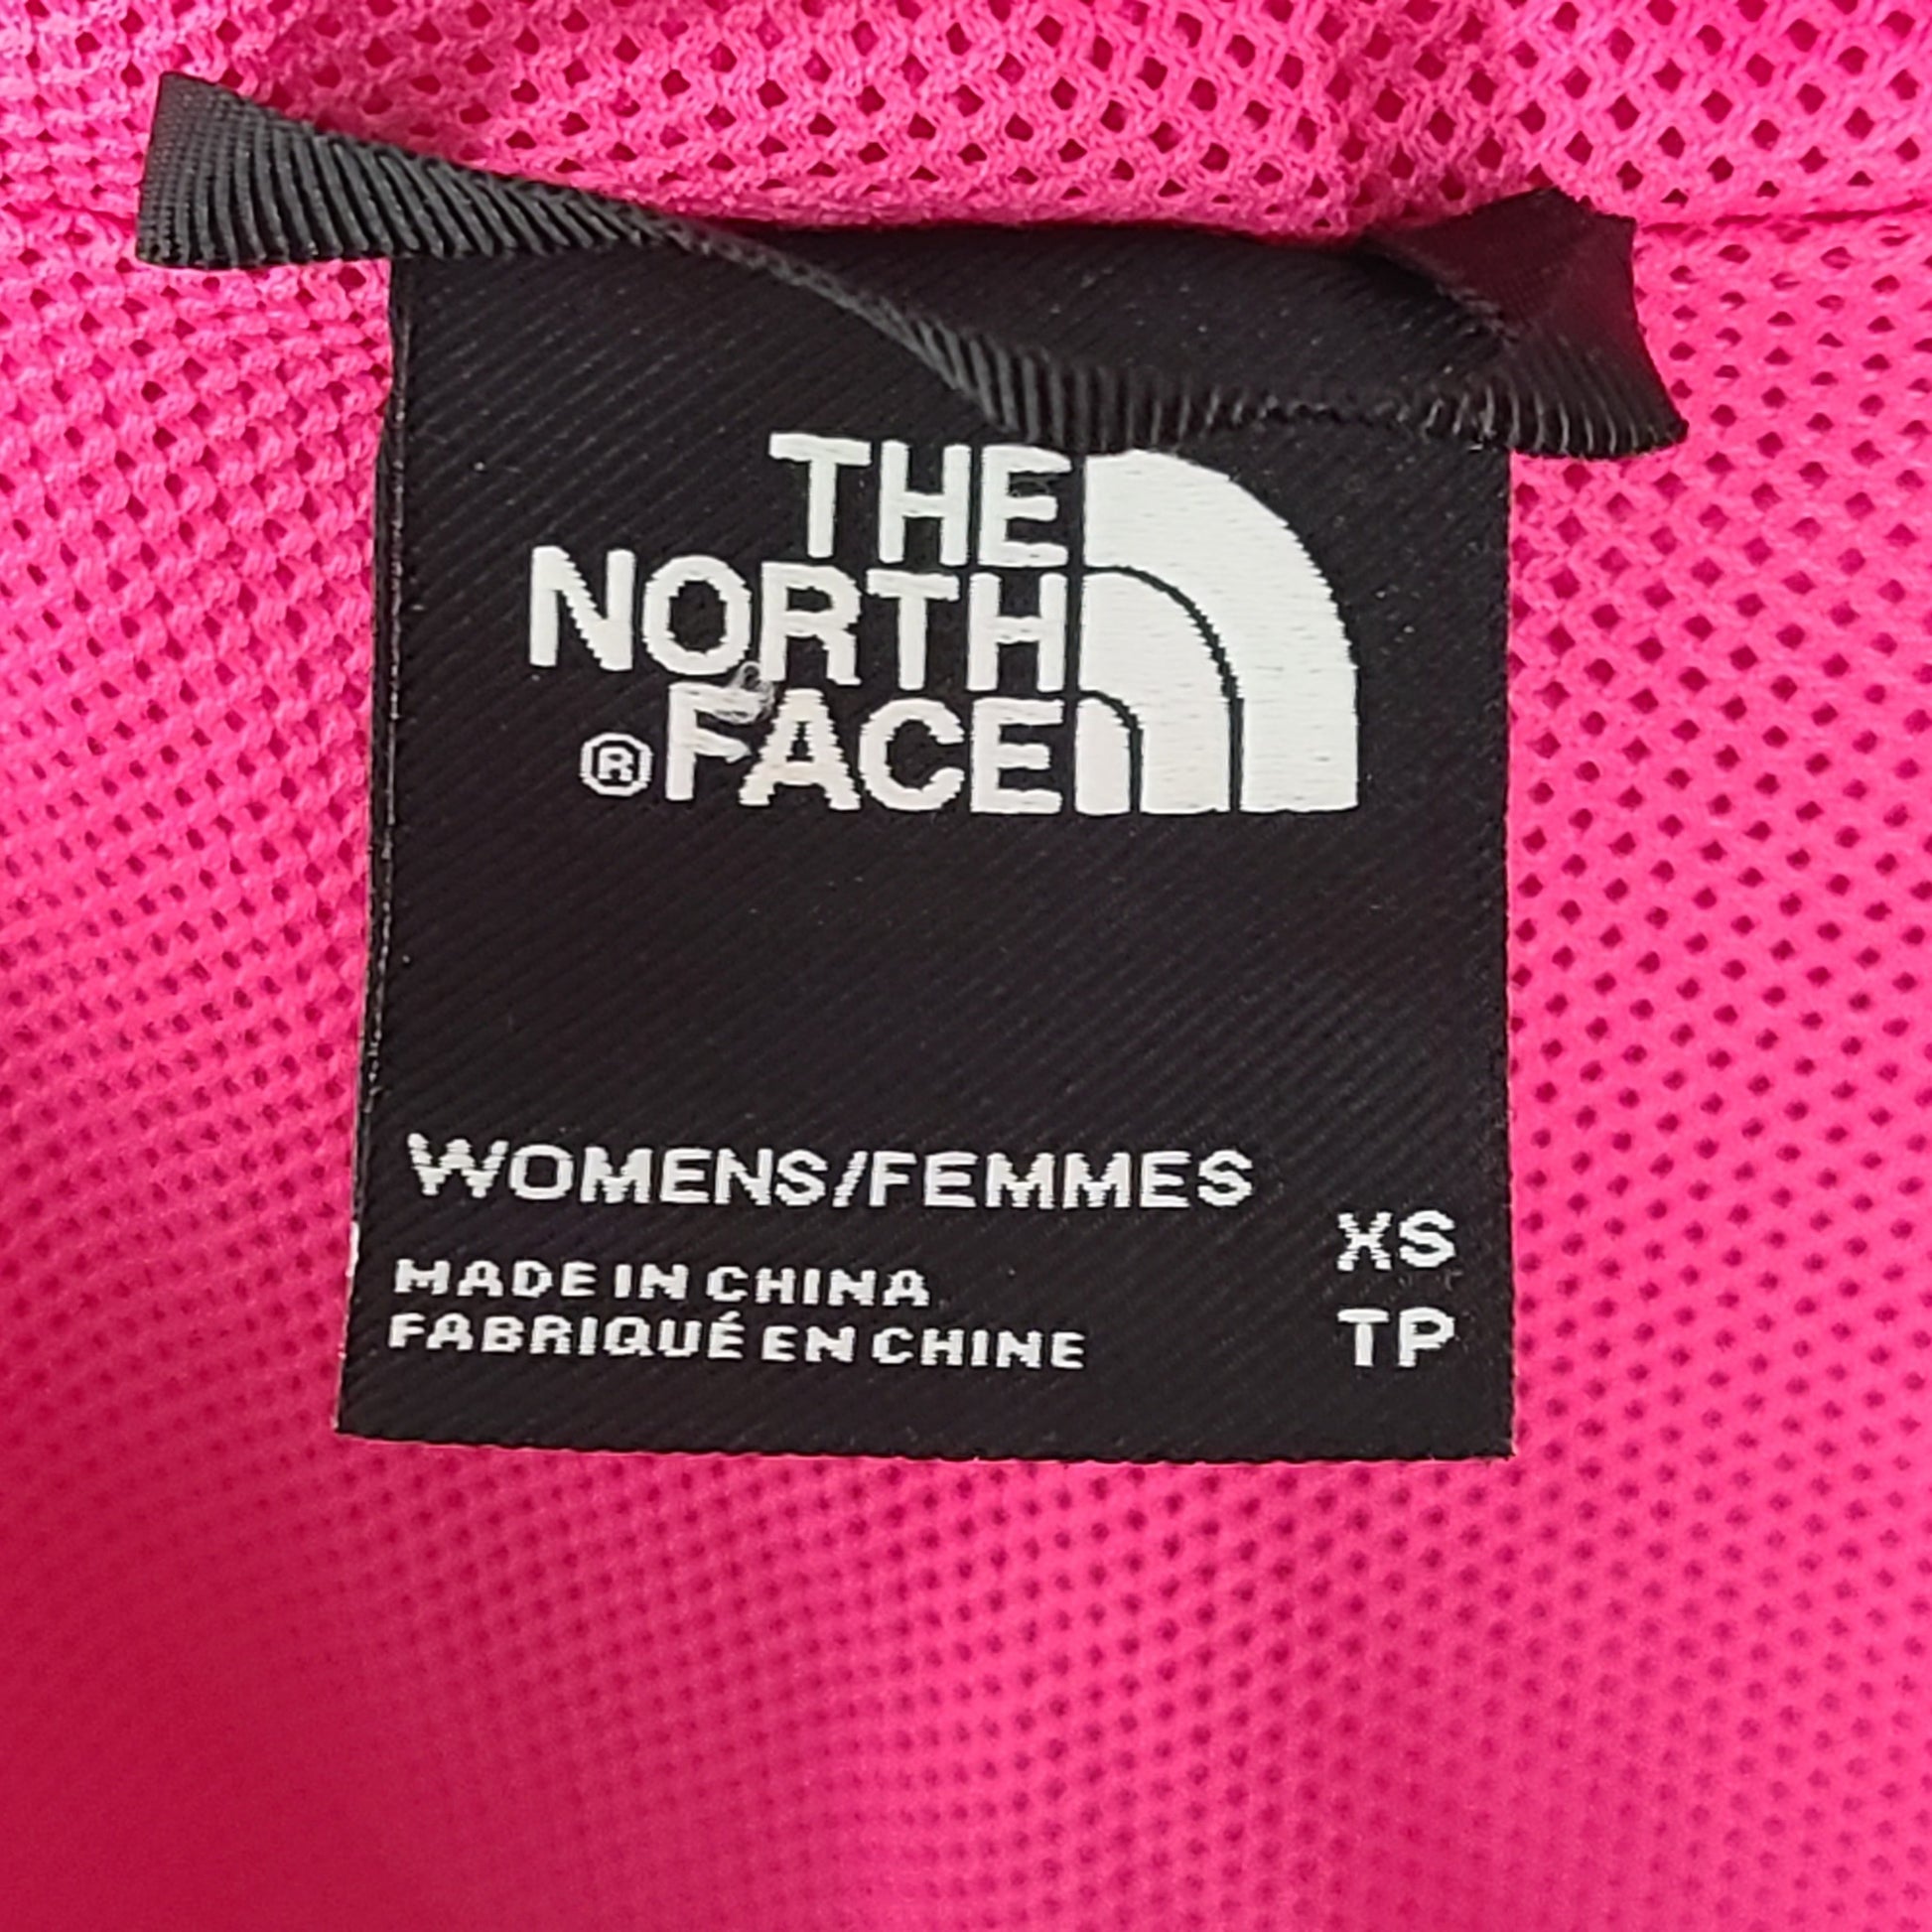 THE
NORTH
® FACE
WOMENS/FEMMES
XS
MADE IN CHINA
FABRIQUÉ EN CHINE
TP